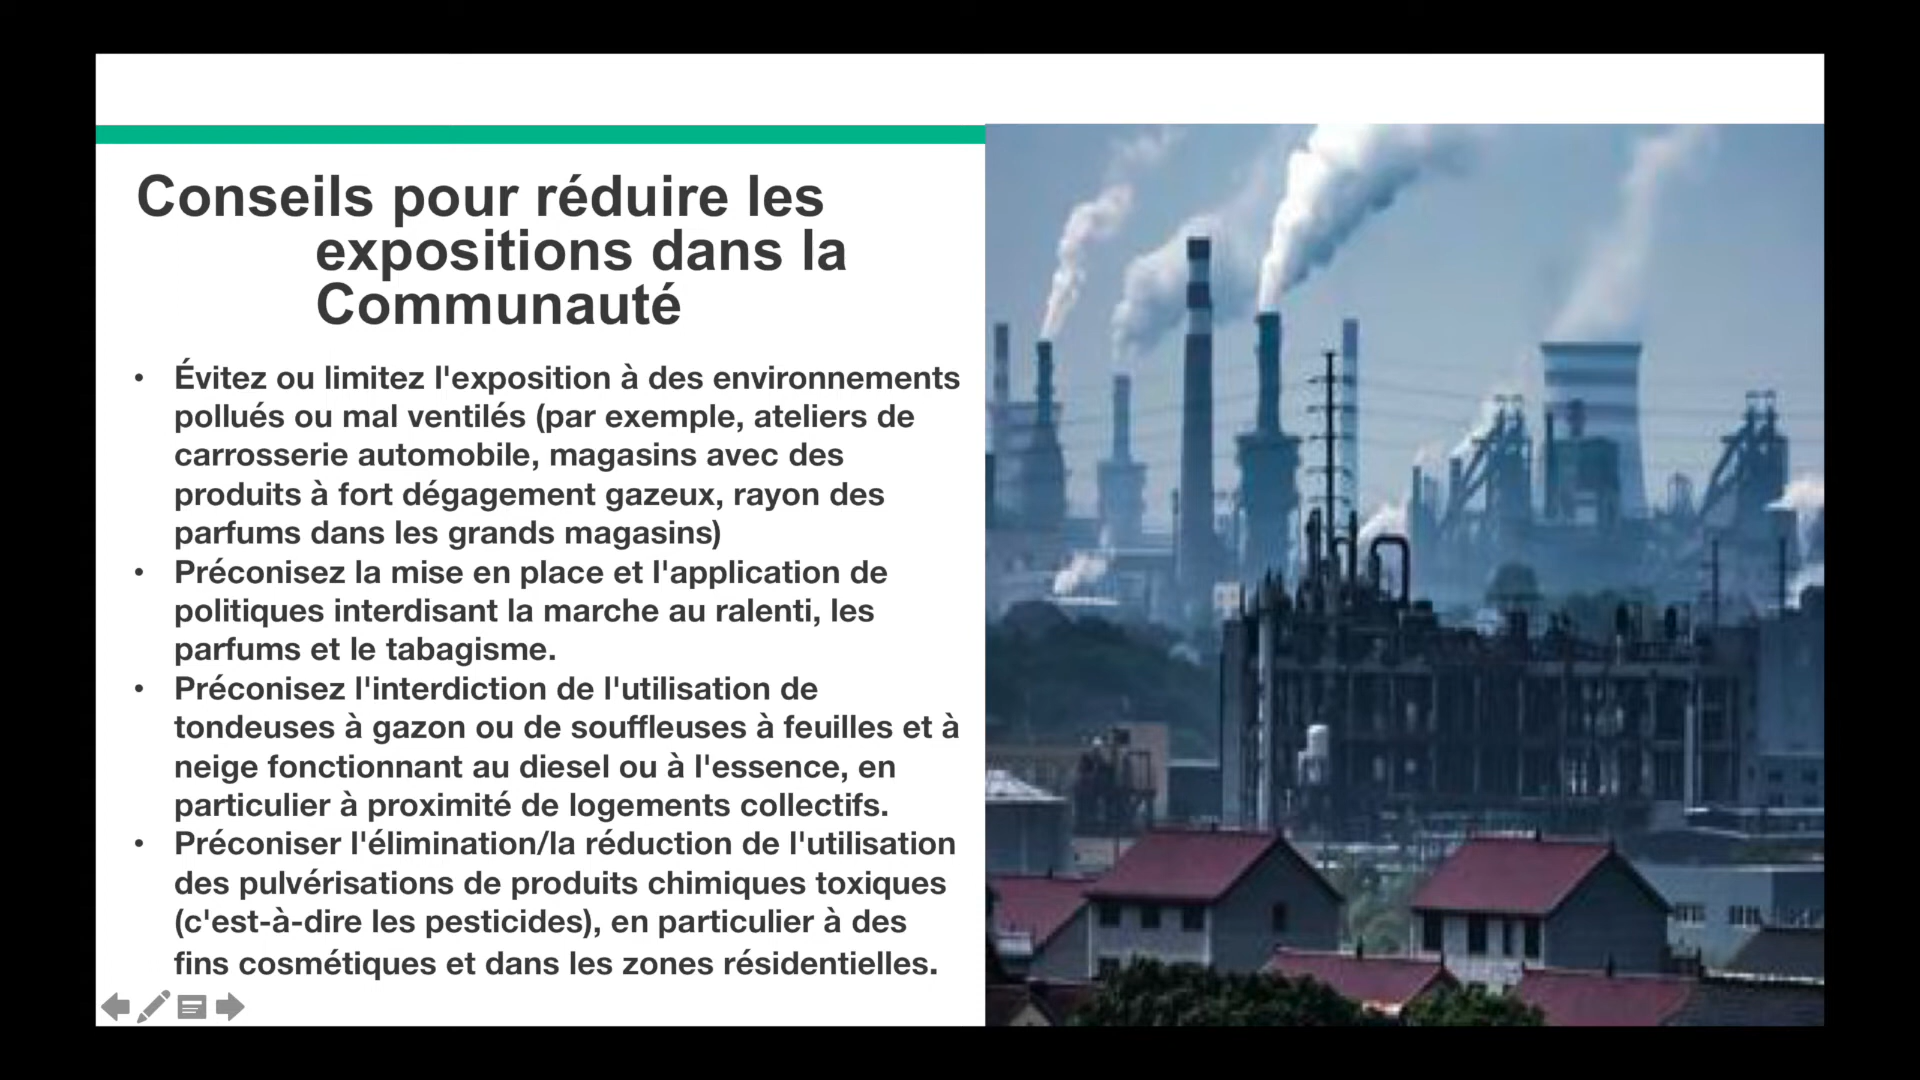 Conseils pour réduire les
expositions dans la
Communauté
• Évitez ou limitez l'exposition à des environnements
pollués ou mal ventilés (par exemple, ateliers de
carrosserie automobile, magasins avec des
produits à fort dégagement gazeux, rayon des
parfums dans les grands magasins)
• Préconisez la mise en place et l'application de
politiques interdisant la marche au ralenti, les
parfums et le tabagisme.
• Préconisez l'interdiction de l'utilisation de
tondeuses à gazon ou de souffleuses à feuilles et à
neige fonctionnant au diesel ou à l'essence, en
particulier à proximité de logements collectifs.
• Préconiser l'élimination/la réduction de l'utilisation
des pulvérisations de produits chimiques toxiques
(c'est-à-dire les pesticides), en particulier à des
fins cosmétiques et dans les zones résidentielles.